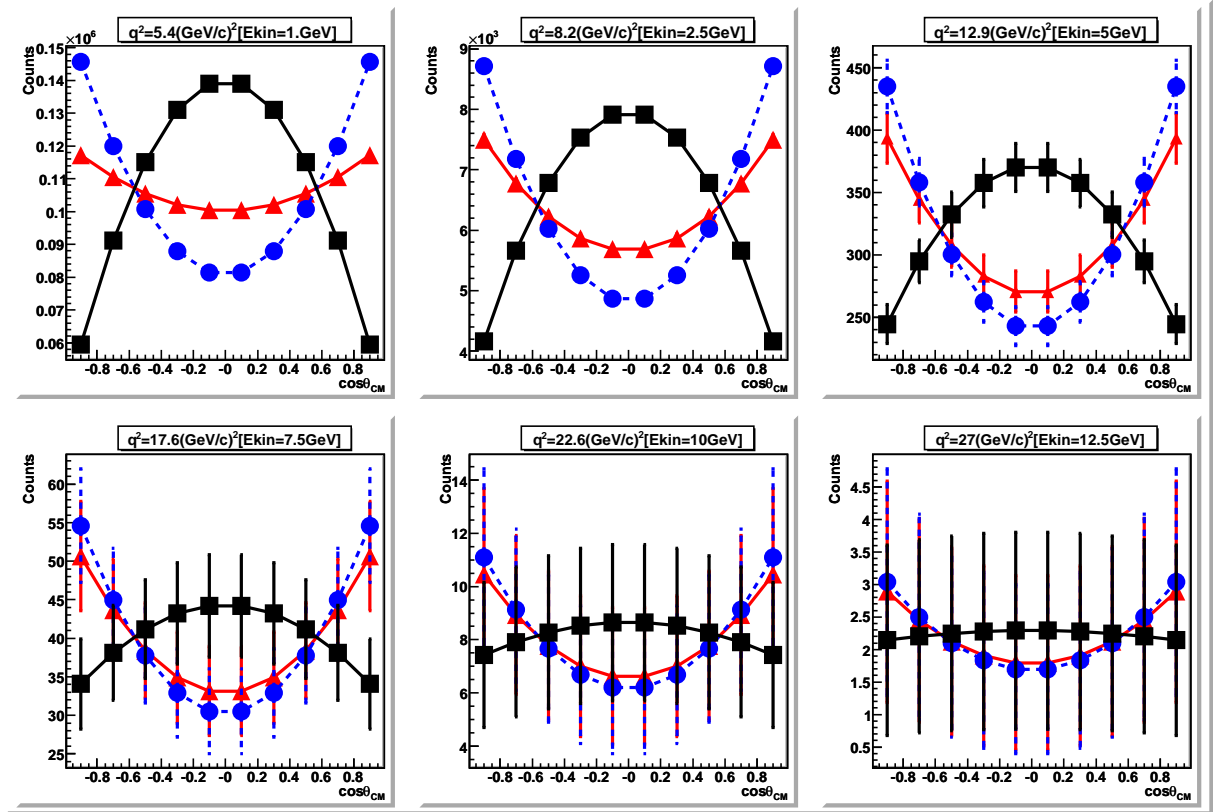 q²=5.4(GeV/c)²[Ekin=1.GeV]
×10⁶
Counts
0.15
0.14
0.13
0.12
0.11
0.1
0.09
0.08
0.07
0.06
-0.8 -0.6 -0.4 -0.2 -0 0.2 0.4 0.6 0.8
cosθCM
q²=8.2(GeV/c)²[Ekin=2.5GeV]
×10³
Counts
9
8
7
6
5
4
-0.8 -0.6 -0.4 -0.2 -0 0.2 0.4 0.6 0.8
cosθCM
q²=12.9(GeV/c)²[Ekin=5GeV]
Counts
450
400
350
300
250
-0.8 -0.6 -0.4 -0.2 -0 0.2 0.4 0.6 0.8
cosθCM
q²=17.6(GeV/c)²[Ekin=7.5GeV]
Counts
60
55
50
45
40
35
30
25
-0.8 -0.6 -0.4 -0.2 -0 0.2 0.4 0.6 0.8
cosθCM
q²=22.6(GeV/c)²[Ekin=10GeV]
Counts
14
12
10
8
6
4
-0.8 -0.6 -0.4 -0.2 -0 0.2 0.4 0.6 0.8
cosθCM
q²=27(GeV/c)²[Ekin=12.5GeV]
Counts
4.5
4
3.5
3
2.5
2
1.5
1
0.5
-0.8 -0.6 -0.4 -0.2 -0 0.2 0.4 0.6 0.8
cosθCM